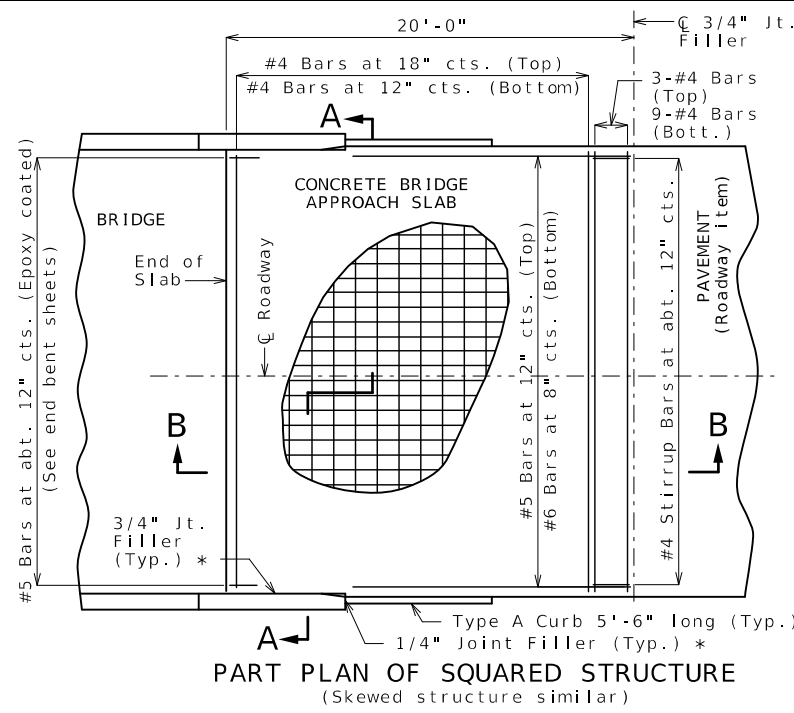 20'-0"
℄ 3/4" Jt.
Filler
#4 Bars at 18" cts. (Top)
#4 Bars at 12" cts. (Bottom)
3-#4 Bars
(Top)
9-#4 Bars
(Bott.)
A
CONCRETE BRIDGE
APPROACH SLAB
BRIDGE
End of
Slab
℄ Roadway
#5 Bars at abt. 12" cts. (Epoxy coated)
(See end bent sheets)
#5 Bars at 12" cts. (Top)
#6 Bars at 8" cts. (Bottom)
#4 Stirrup Bars at abt. 12" cts.
PAVEMENT
(Roadway item)
B
B
3/4" Jt.
Filler
(Typ.) *
Type A Curb 5'-6" long (Typ.)
A
1/4" Joint Filler (Typ.) *
PART PLAN OF SQUARED STRUCTURE
(Skewed structure similar)